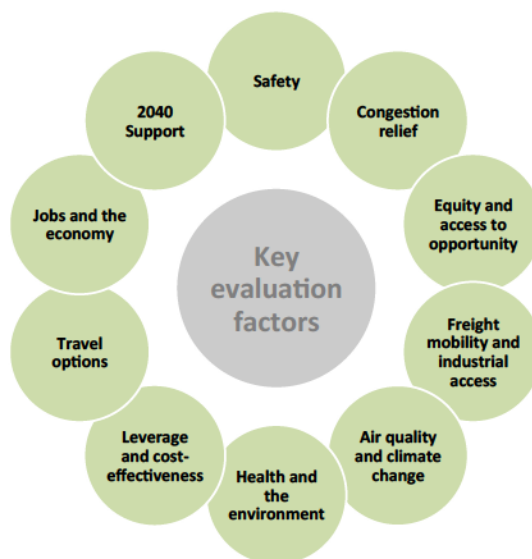 Safety
Congestion
relief
Equity and
access to
opportunity
Freight
mobility and
industrial
access
Air quality
and climate
change
Health and
the
environment
Leverage
and cost-
effectiveness
Travel
options
Jobs and the
economy
2040
Support
Key
evaluation
factors